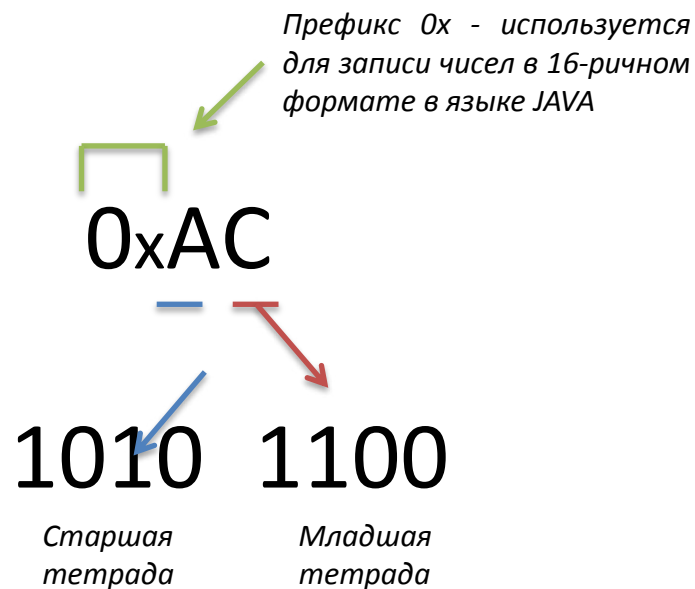 Префикс 0x - используется
для записи чисел в 16-ричном
формате в языке JAVA
0xAC
1010 1100
Старшая тетрада
Младшая тетрада